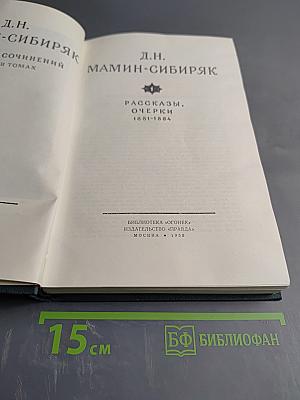 Д.Н.
Н-СИБИРЯК
СОЧИНЕНИЙ
ТОМАХ
Д.Н.
МАМИН-СИБИРЯК
1
РАССКАЗЫ,
ОЧЕРКИ
1881-1884
БИБЛИОТЕКА «ОГОНЕК»
ИЗДАТЕЛЬСТВО «ПРАВДА»
МОСКВА • 1958
15 см
БФ БИБЛИОФАН